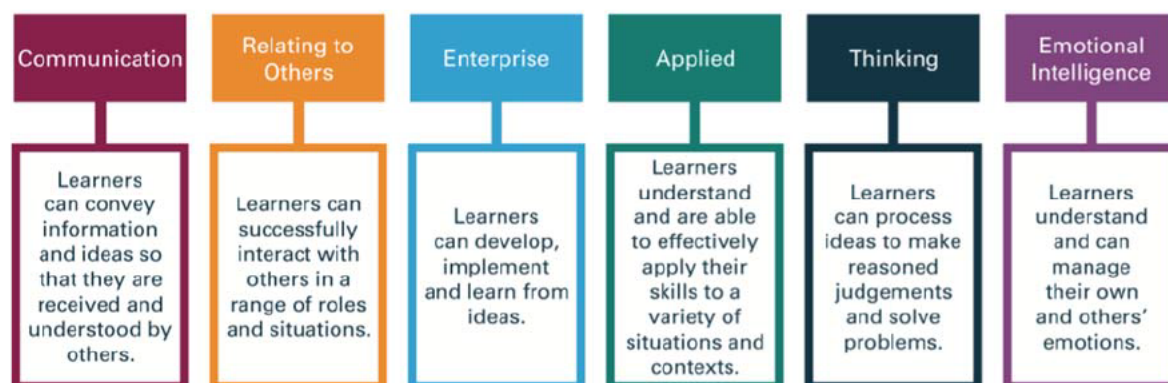 Communication
Relating to
Others
Enterprise
Applied
Thinking
Emotional
Intelligence
Learners
can convey
information
and ideas so
that they are
received and
understood by
others.
Learners can
successfully
interact with
others in a
range of roles
and situations.
Learners
can develop,
implement
and learn from
ideas.
Learners
understand
and are able
to effectively
apply their
skills to a
variety of
situations and
contexts.
Learners
can process
ideas to make
reasoned
judgements
and solve
problems.
Learners
understand
and can
manage
their own
and others’
emotions.